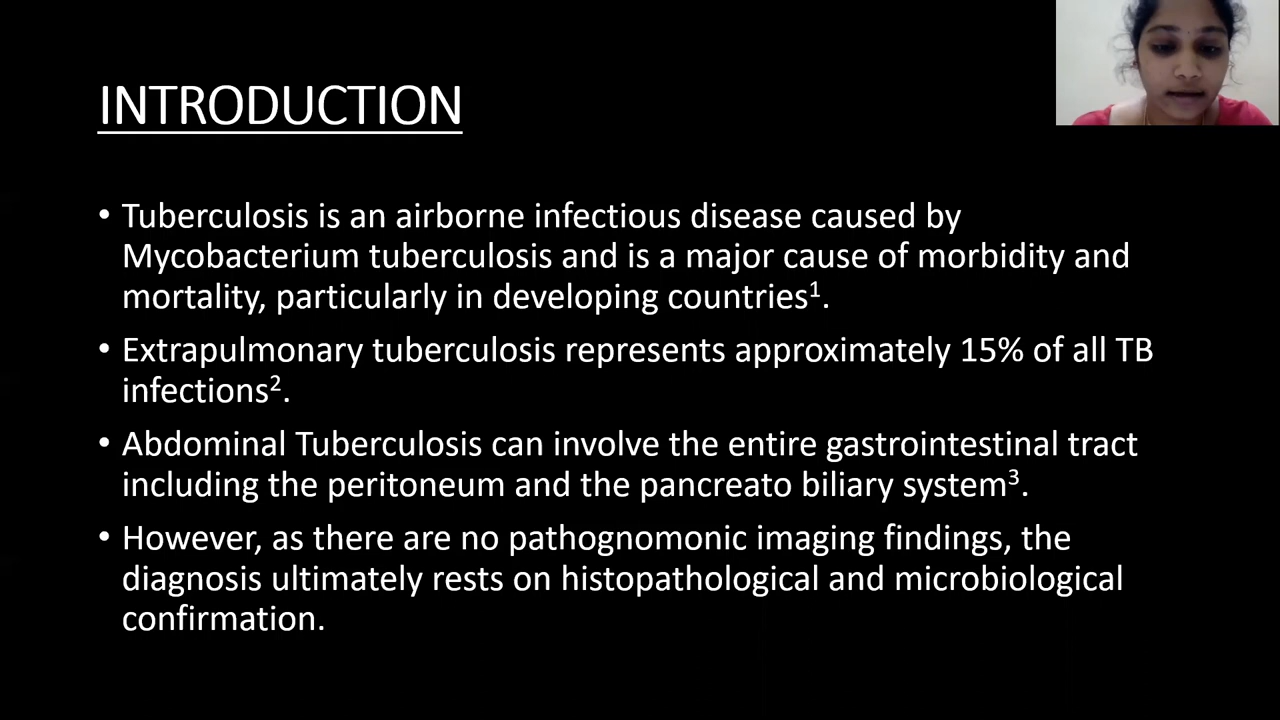 INTRODUCTION
• Tuberculosis is an airborne infectious disease caused by
Mycobacterium tuberculosis and is a major cause of morbidity and
mortality, particularly in developing countries¹.
• Extrapulmonary tuberculosis represents approximately 15% of all TB
infections².
• Abdominal Tuberculosis can involve the entire gastrointestinal tract
including the peritoneum and the pancreato biliary system³.
• However, as there are no pathognomonic imaging findings, the
diagnosis ultimately rests on histopathological and microbiological
confirmation.